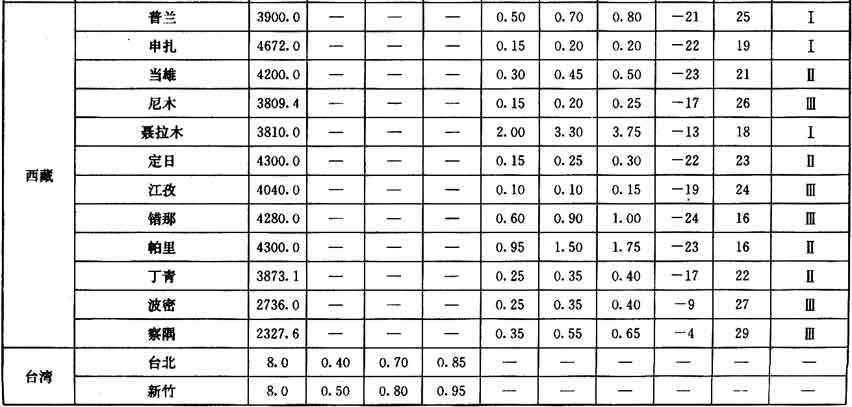 普兰 3900.0 — — — 0.50 0.70 0.80 −21 25 Ⅰ
申扎 4672.0 — — — 0.15 0.20 0.20 −22 19 Ⅰ
当雄 4200.0 — — — 0.30 0.45 0.50 −23 21 Ⅱ
尼木 3809.4 — — — 0.15 0.20 0.25 −17 26 Ⅲ
聂拉木 3810.0 — — — 2.00 3.30 3.75 −13 18 Ⅰ
定日 4300.0 — — — 0.15 0.25 0.30 −22 23 Ⅱ
西藏
江孜 4040.0 — — — 0.10 0.10 0.15 −19 24 Ⅲ
错那 4280.0 — — — 0.60 0.90 1.00 −24 16 Ⅲ
帕里 4300.0 — — — 0.95 1.50 1.75 −23 16 Ⅱ
丁青 3873.1 — — — 0.25 0.35 0.40 −17 22 Ⅱ
波密 2736.0 — — — 0.25 0.35 0.40 −9 27 Ⅲ
察隅 2327.6 — — — 0.35 0.55 0.65 −4 29 Ⅲ
台湾
台北 8.0 0.40 0.70 0.85 — — — — — —
新竹 8.0 0.50 0.80 0.95 — — — — — —